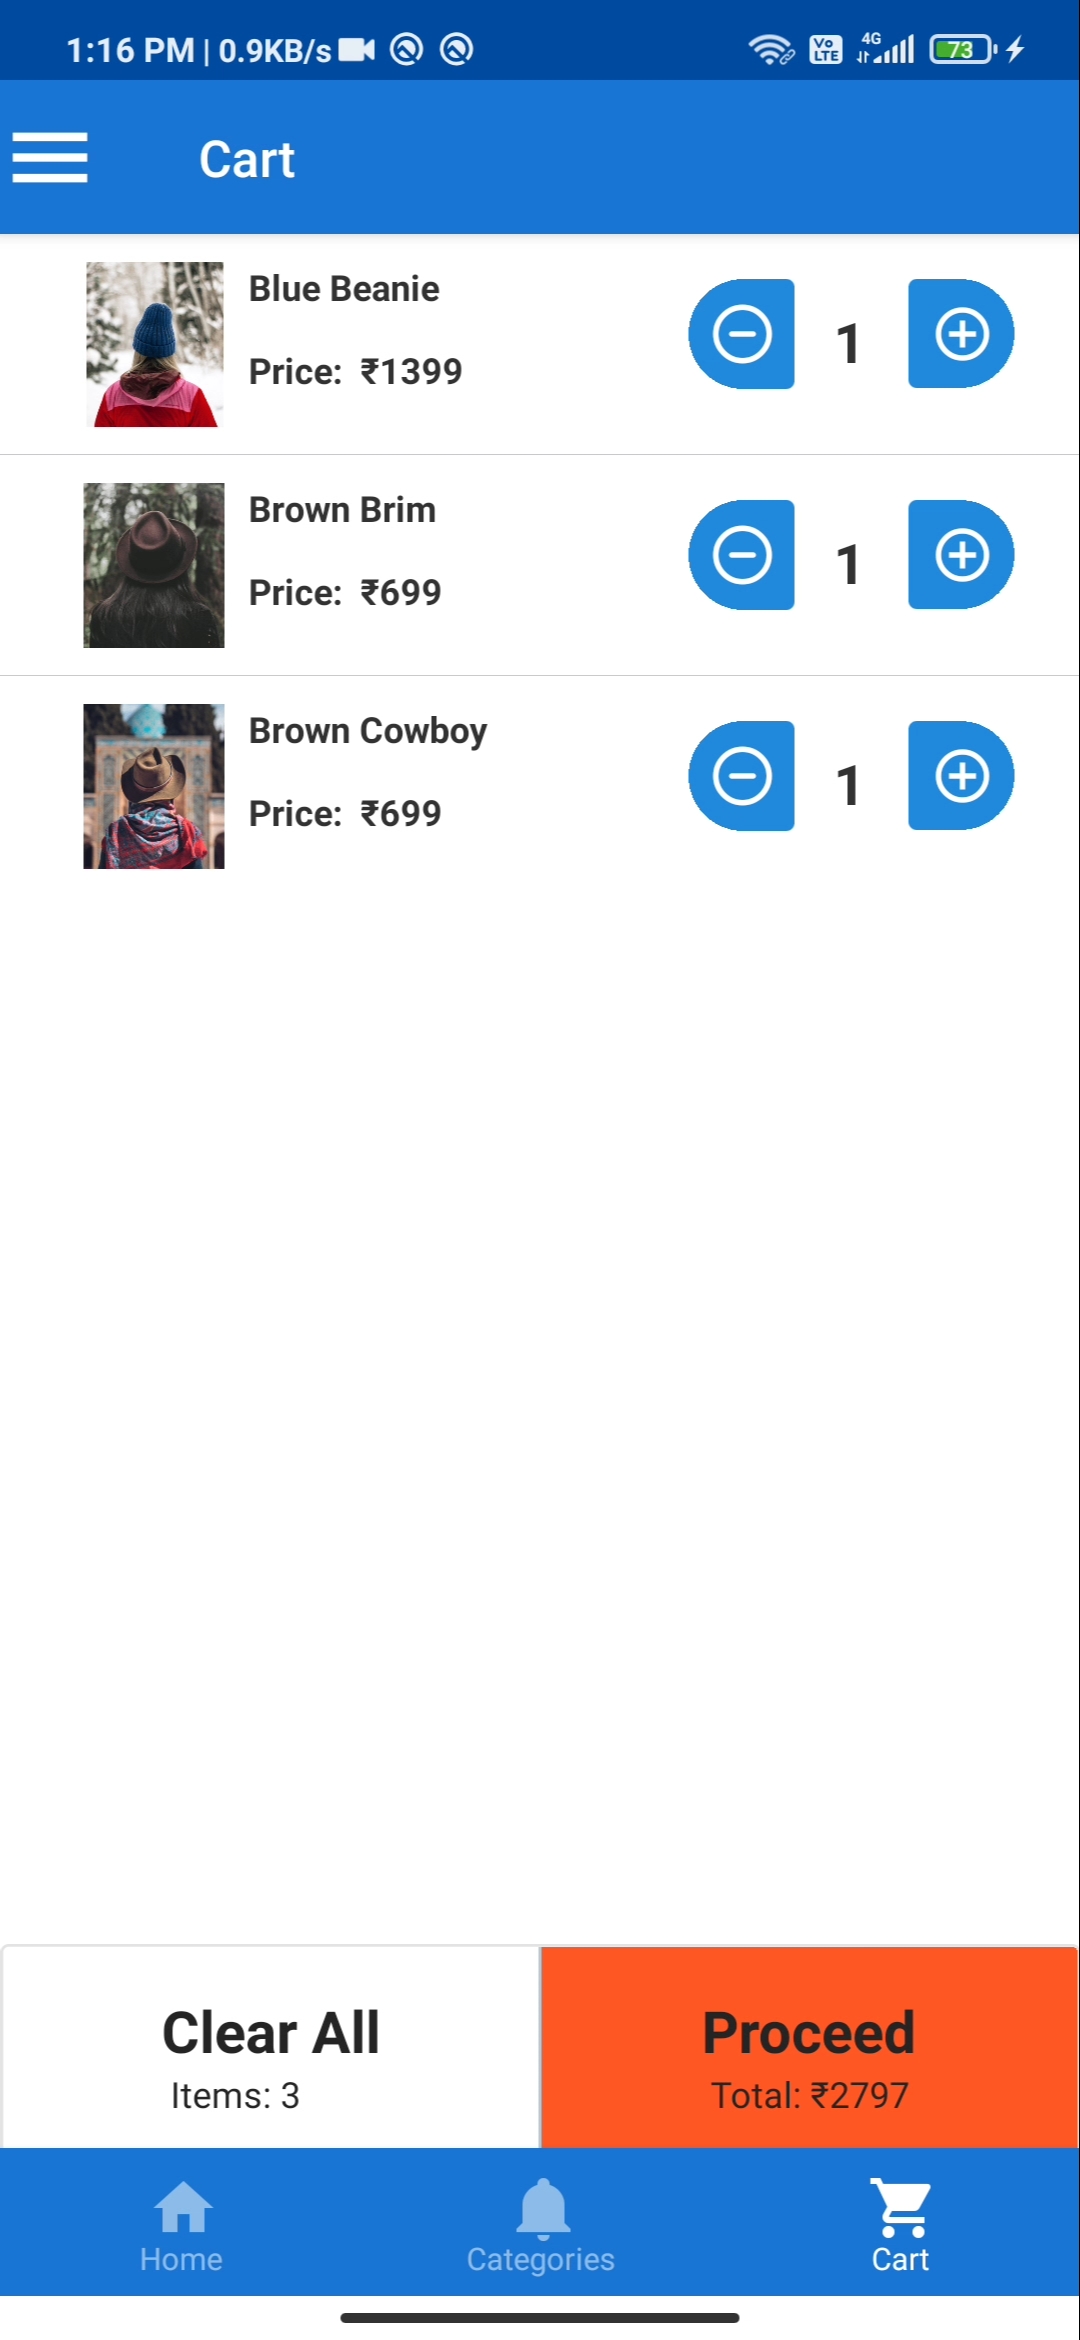 1:16 PM | 0.9KB/s Vo LTE 4G 73
Cart
Blue Beanie
Price: ₹1399
1
Brown Brim
Price: ₹699
1
Brown Cowboy
Price: ₹699
1
Clear All
Items: 3
Proceed
Total: ₹2797
Home
Categories
Cart